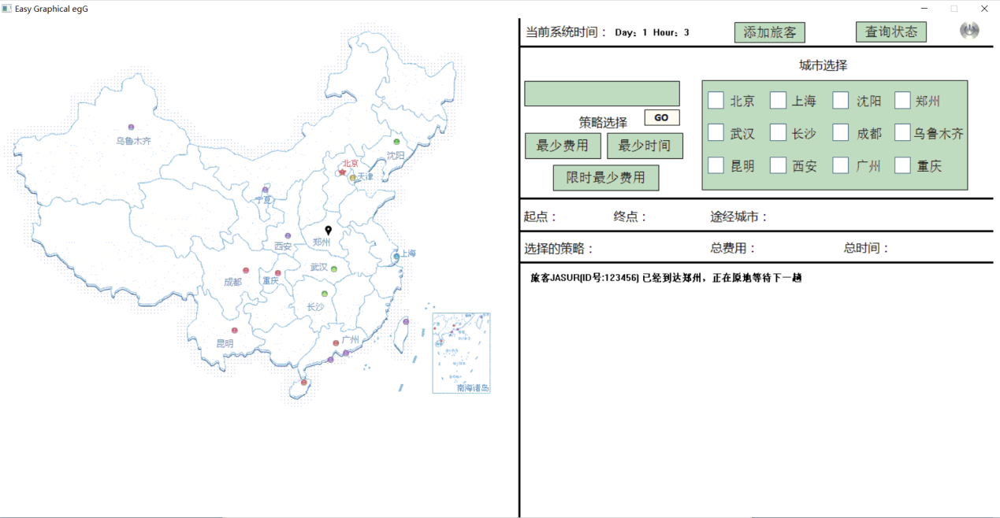 Easy Graphical egG
当前系统时间： Day：1 Hour：3
添加旅客
查询状态
城市选择
策略选择
GO
最少费用
最少时间
限时最少费用
北京
上海
沈阳
郑州
武汉
长沙
成都
乌鲁木齐
昆明
西安
广州
重庆
起点：
终点：
途经城市：
选择的策略：
总费用：
总时间：
旅客JASUR(ID号:123456) 已经到达郑州，正在原地等待下一趟
乌鲁木齐
沈阳
北京
天津
宁夏
西安
郑州
上海
武汉
成都
重庆
长沙
昆明
广州
南海诸岛